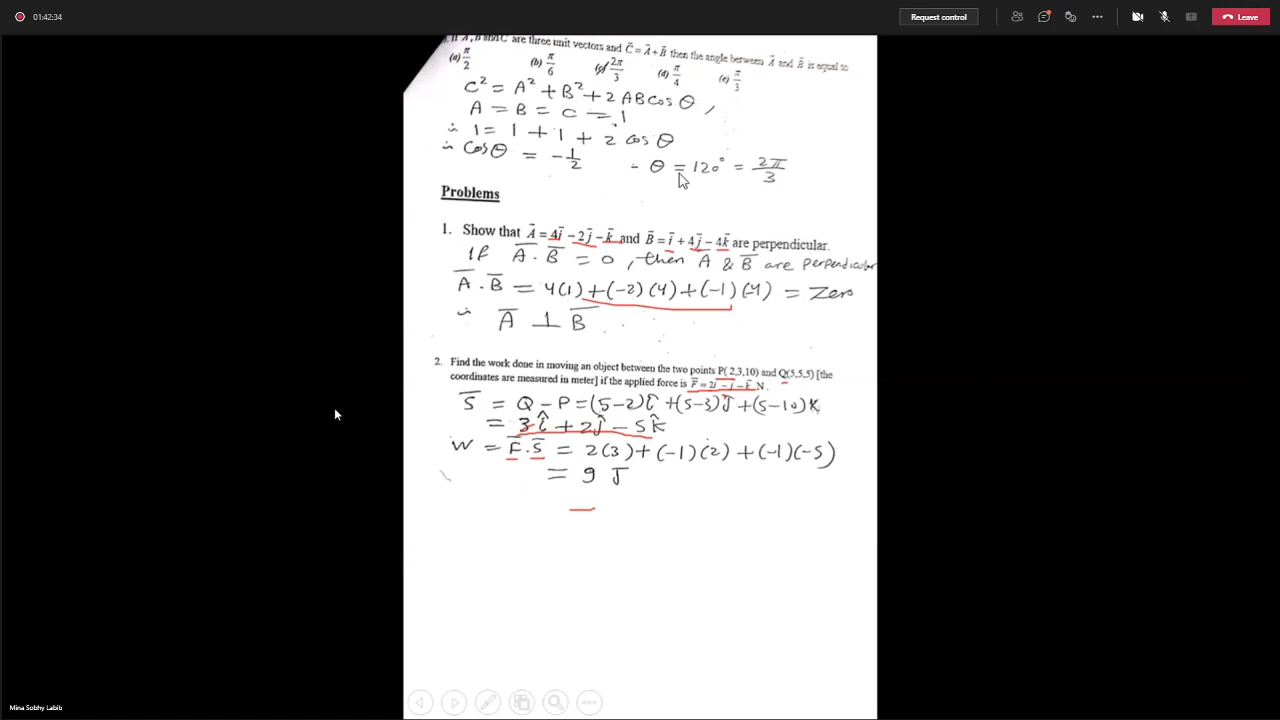 01:42:34
Request control
Leave
are three unit vectors and C̄ = Ā + B̄ then the angle between Ā and B̄ is equal to
(a) π/2 (b) π/6 (c) 2π/3 (d) π/4 (e) π/3
C² = A² + B² + 2 AB Cos θ,
A = B = C = 1
∴ 1 = 1 + 1 + 2 cos θ
∴ Cos θ = -1/2 ∴ θ = 120° = 2π/3
Problems
1. Show that Ā = 4ī - 2j̄ - k̄ and B̄ = ī + 4j̄ - 4k̄ are perpendicular.
If Ā . B̄ = 0, then Ā & B̄ are perpendicular
Ā . B̄ = 4(1) + (-2)(4) + (-1)(-4) = Zero
∴ Ā ⊥ B̄
2. Find the work done in moving an object between the two points P( 2,3,10) and Q(5,5,5) [the
coordinates are measured in meter] if the applied force is F̄ = 2ī - j̄ - k̄ N.
S̄ = Q - P = (5-2)î + (5-3)ĵ + (5-10)k̂
= 3î + 2ĵ - 5k̂
W = F̄ . S̄ = 2(3) + (-1)(2) + (-1)(-5)
= 9 J
Mina Sobhy Labib